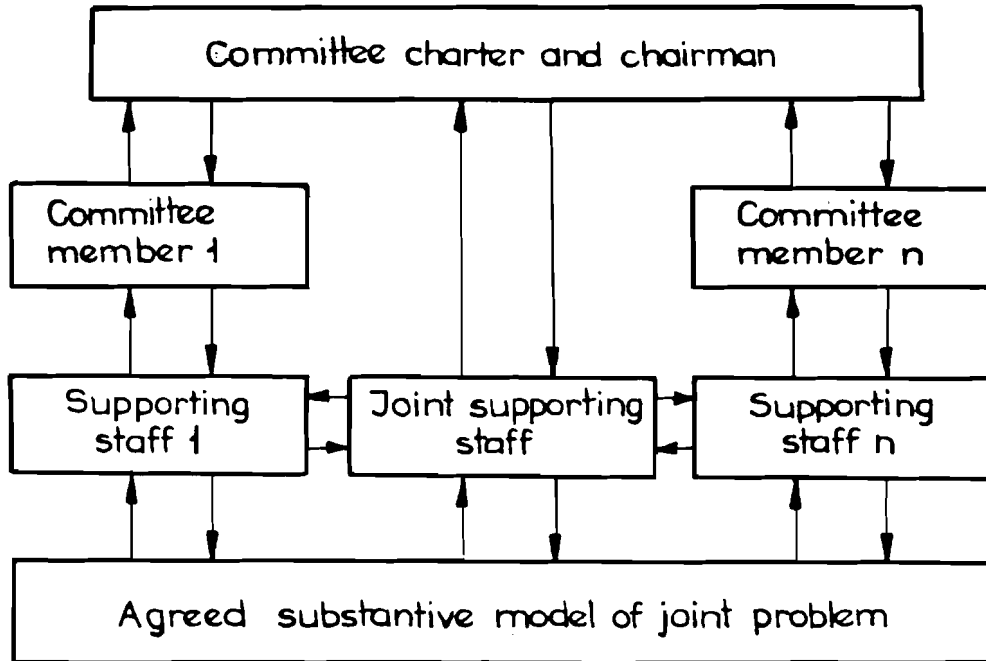 Committee charter and chairman
Committee
member 1
Committee
member n
Supporting
staff 1
Joint supporting
staff
Supporting
staff n
Agreed substantive model of joint problem